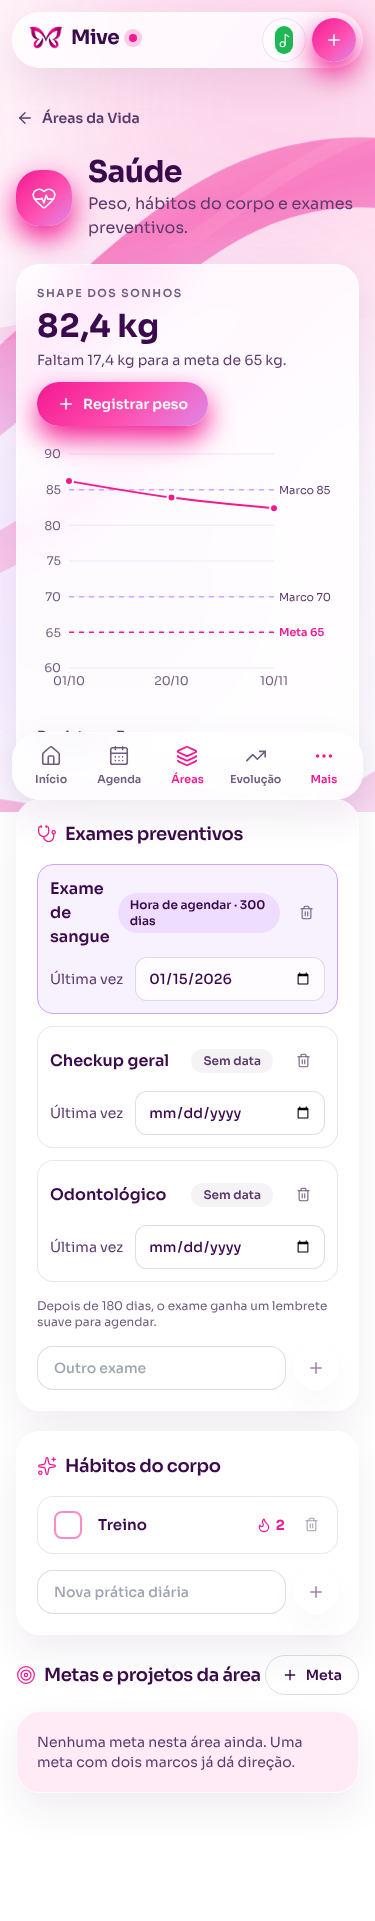 Mive
Áreas da Vida
Saúde
Peso, hábitos do corpo e exames
preventivos.
SHAPE DOS SONHOS
82,4 kg
Faltam 17,4 kg para a meta de 65 kg.
Registrar peso
90
85
Marco 85
80
75
70
Marco 70
65
Meta 65
60
01/10
20/10
10/11
Início
Agenda
Áreas
Evolução
Mais
Exames preventivos
Exame
de
sangue
Hora de agendar · 300
dias
Última vez
01/15/2026
Checkup geral
Sem data
Última vez
mm/dd/yyyy
Odontológico
Sem data
Última vez
mm/dd/yyyy
Depois de 180 dias, o exame ganha um lembrete
suave para agendar.
Outro exame
Hábitos do corpo
Treino
2
Nova prática diária
Metas e projetos da área
Meta
Nenhuma meta nesta área ainda. Uma
meta com dois marcos já dá direção.